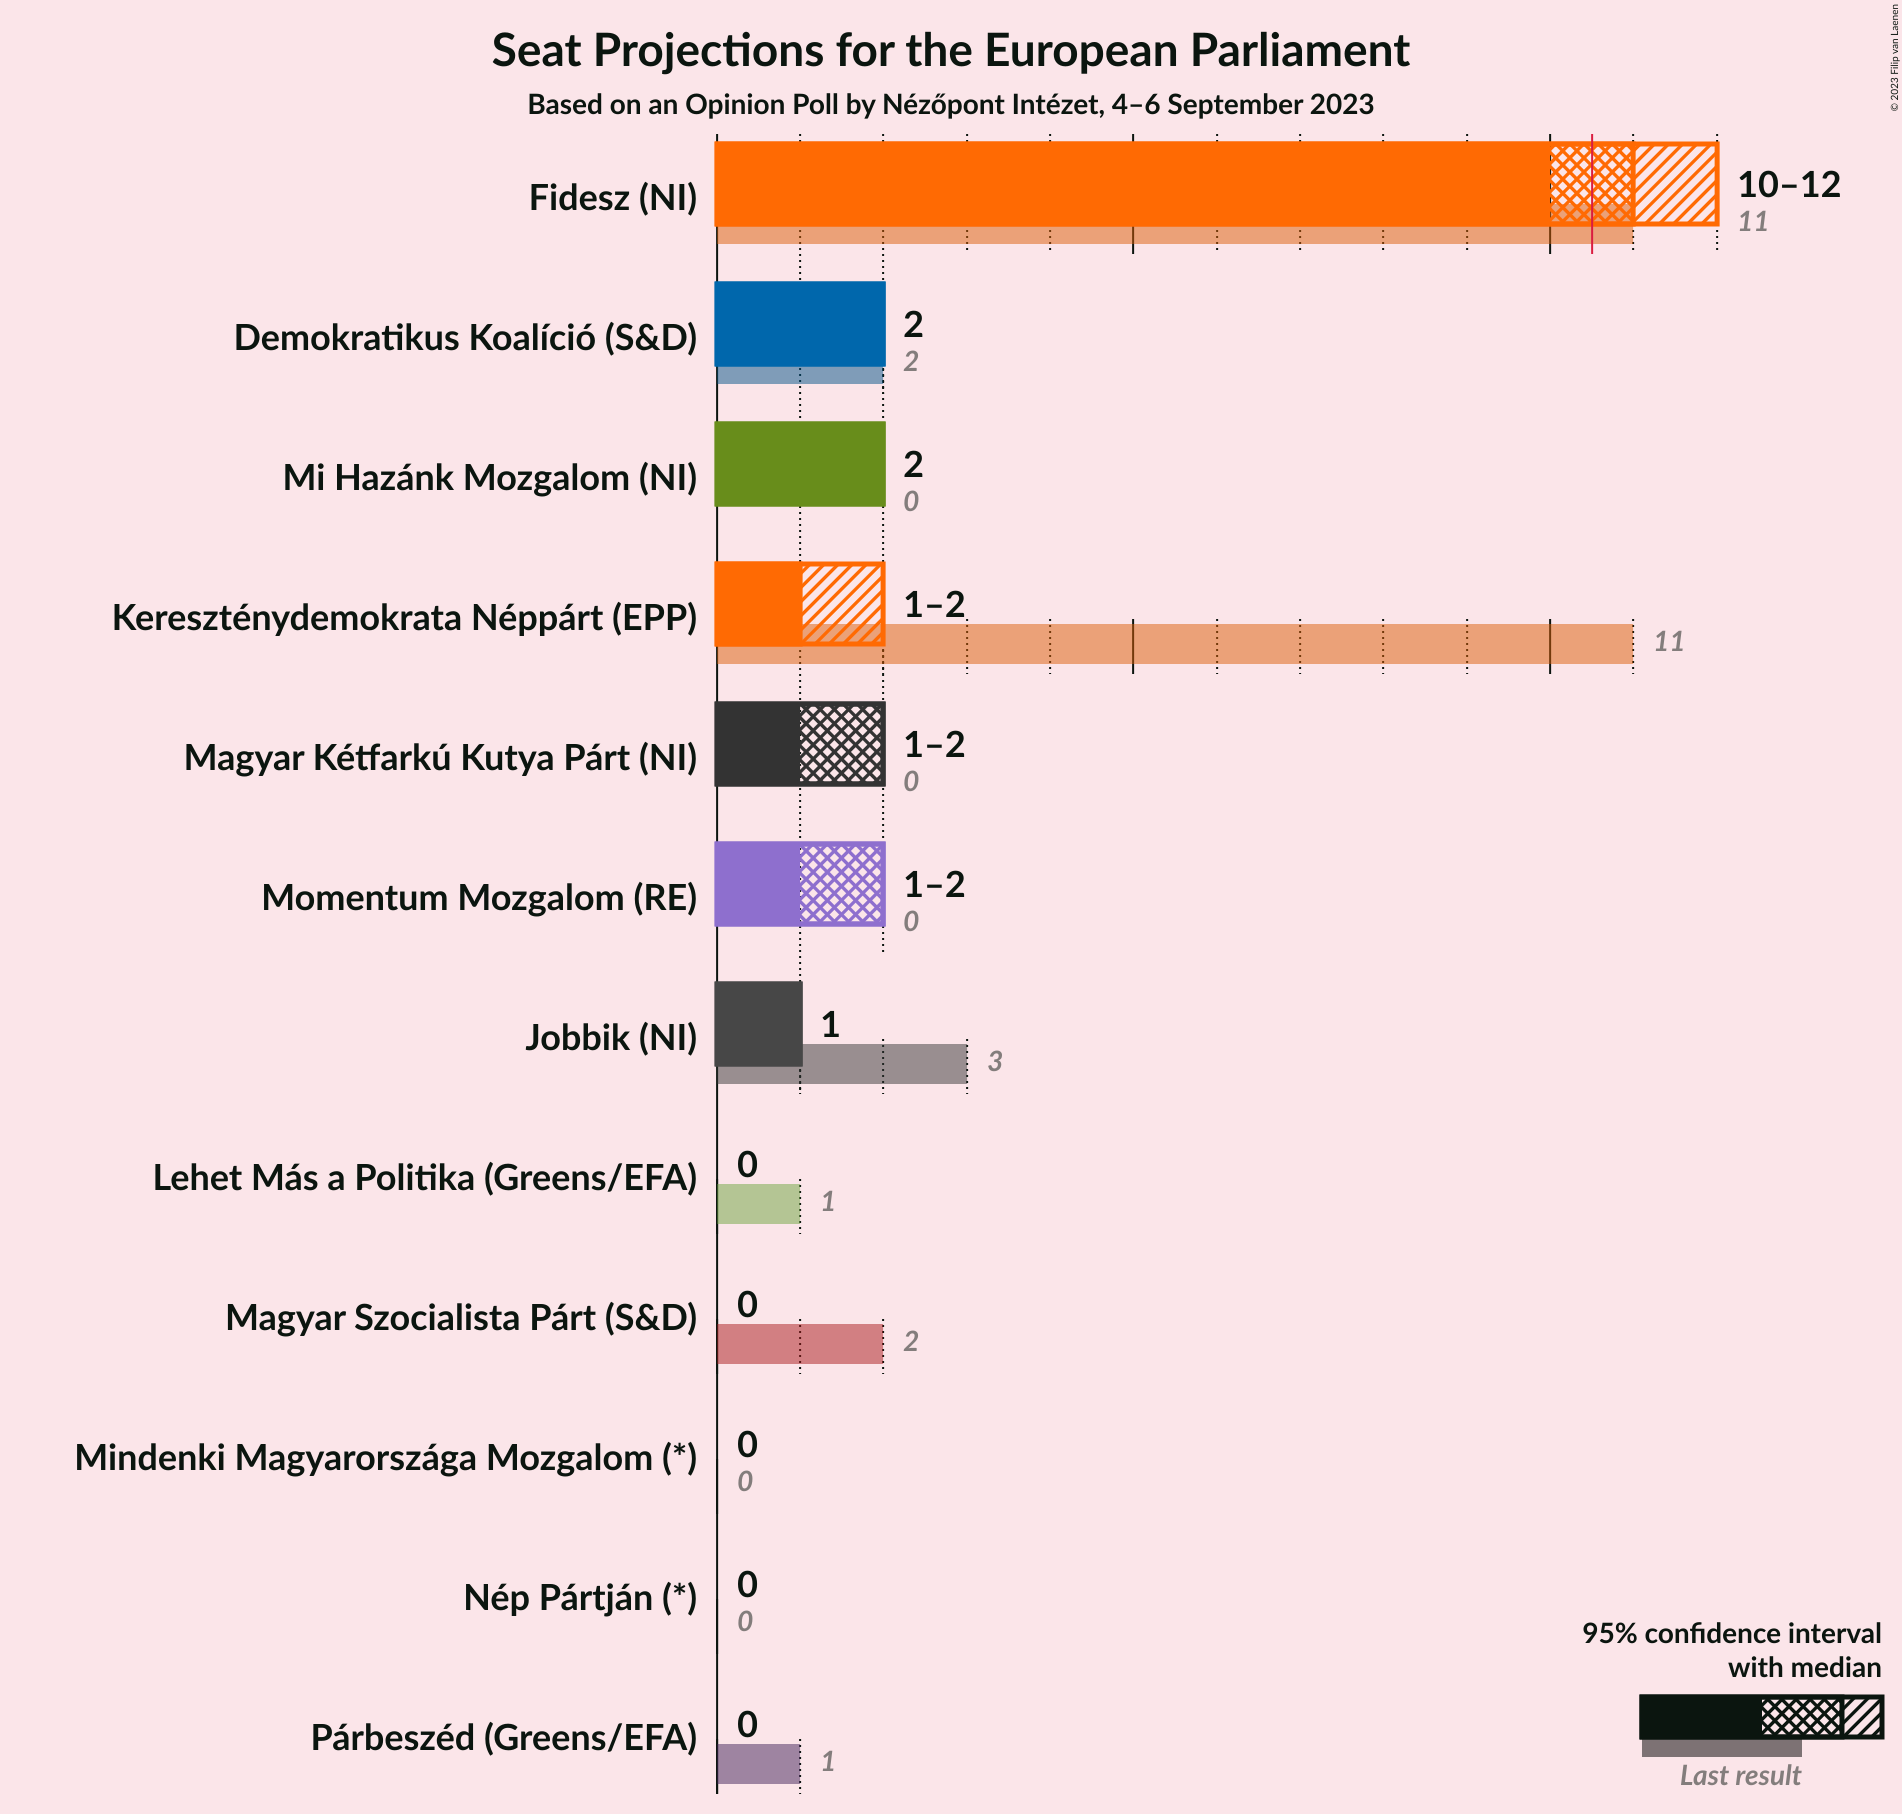 Seat Projections for the European Parliament
Based on an Opinion Poll by Nézőpont Intézet, 4–6 September 2023
© 2023 Filip van Laenen
Fidesz (NI)
10–12
11
Demokratikus Koalíció (S&D)
2
2
Mi Hazánk Mozgalom (NI)
2
0
Kereszténydemokrata Néppárt (EPP)
1–2
11
Magyar Kétfarkú Kutya Párt (NI)
1–2
0
Momentum Mozgalom (RE)
1–2
0
Jobbik (NI)
1
3
Lehet Más a Politika (Greens/EFA)
0
1
Magyar Szocialista Párt (S&D)
0
2
Mindenki Magyarországa Mozgalom (*)
0
0
Nép Pártján (*)
0
0
Párbeszéd (Greens/EFA)
0
1
95% confidence interval
with median
Last result